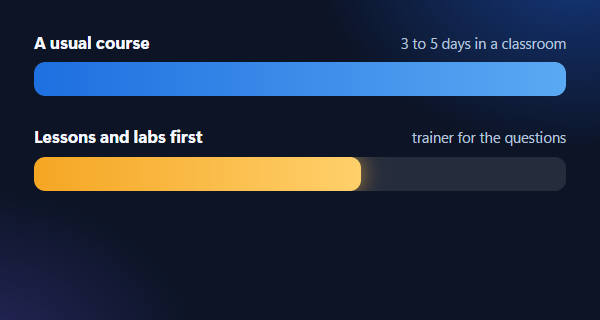 A usual course
3 to 5 days in a classroom
Lessons and labs first
trainer for the questions